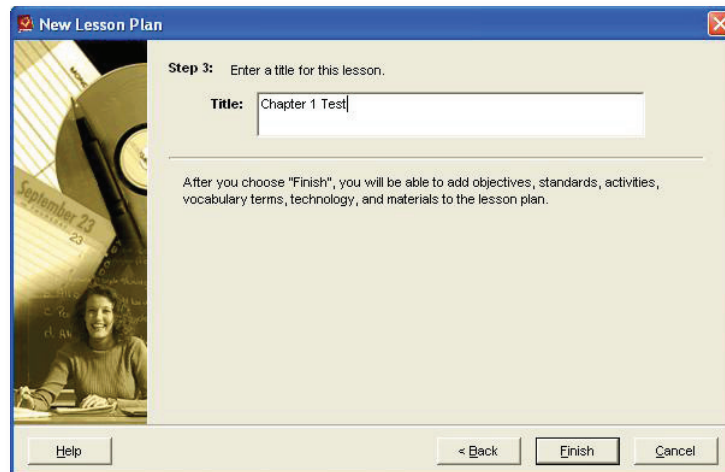 New Lesson Plan
Step 3: Enter a title for this lesson.
Title: Chapter 1 Test
After you choose "Finish", you will be able to add objectives, standards, activities,
vocabulary terms, technology, and materials to the lesson plan.
September 23
23
Help
< Back
Finish
Cancel